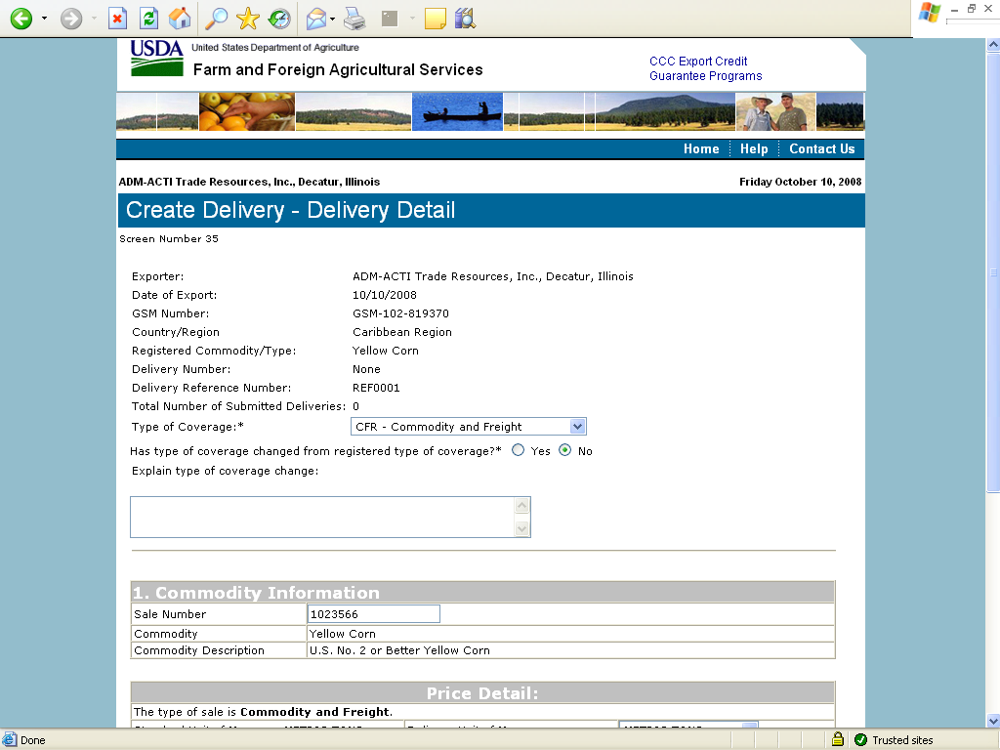 USDA United States Department of Agriculture
Farm and Foreign Agricultural Services
CCC Export Credit
Guarantee Programs
Home Help Contact Us
ADM-ACTI Trade Resources, Inc., Decatur, Illinois Friday October 10, 2008
Create Delivery - Delivery Detail
Screen Number 35
Exporter: ADM-ACTI Trade Resources, Inc., Decatur, Illinois
Date of Export: 10/10/2008
GSM Number: GSM-102-819370
Country/Region Caribbean Region
Registered Commodity/Type: Yellow Corn
Delivery Number: None
Delivery Reference Number: REF0001
Total Number of Submitted Deliveries: 0
Type of Coverage:* CFR - Commodity and Freight
Has type of coverage changed from registered type of coverage?* Yes No
Explain type of coverage change:
1. Commodity Information
Sale Number 1023566
Commodity Yellow Corn
Commodity Description U.S. No. 2 or Better Yellow Corn
Price Detail:
The type of sale is Commodity and Freight.
Done Trusted sites